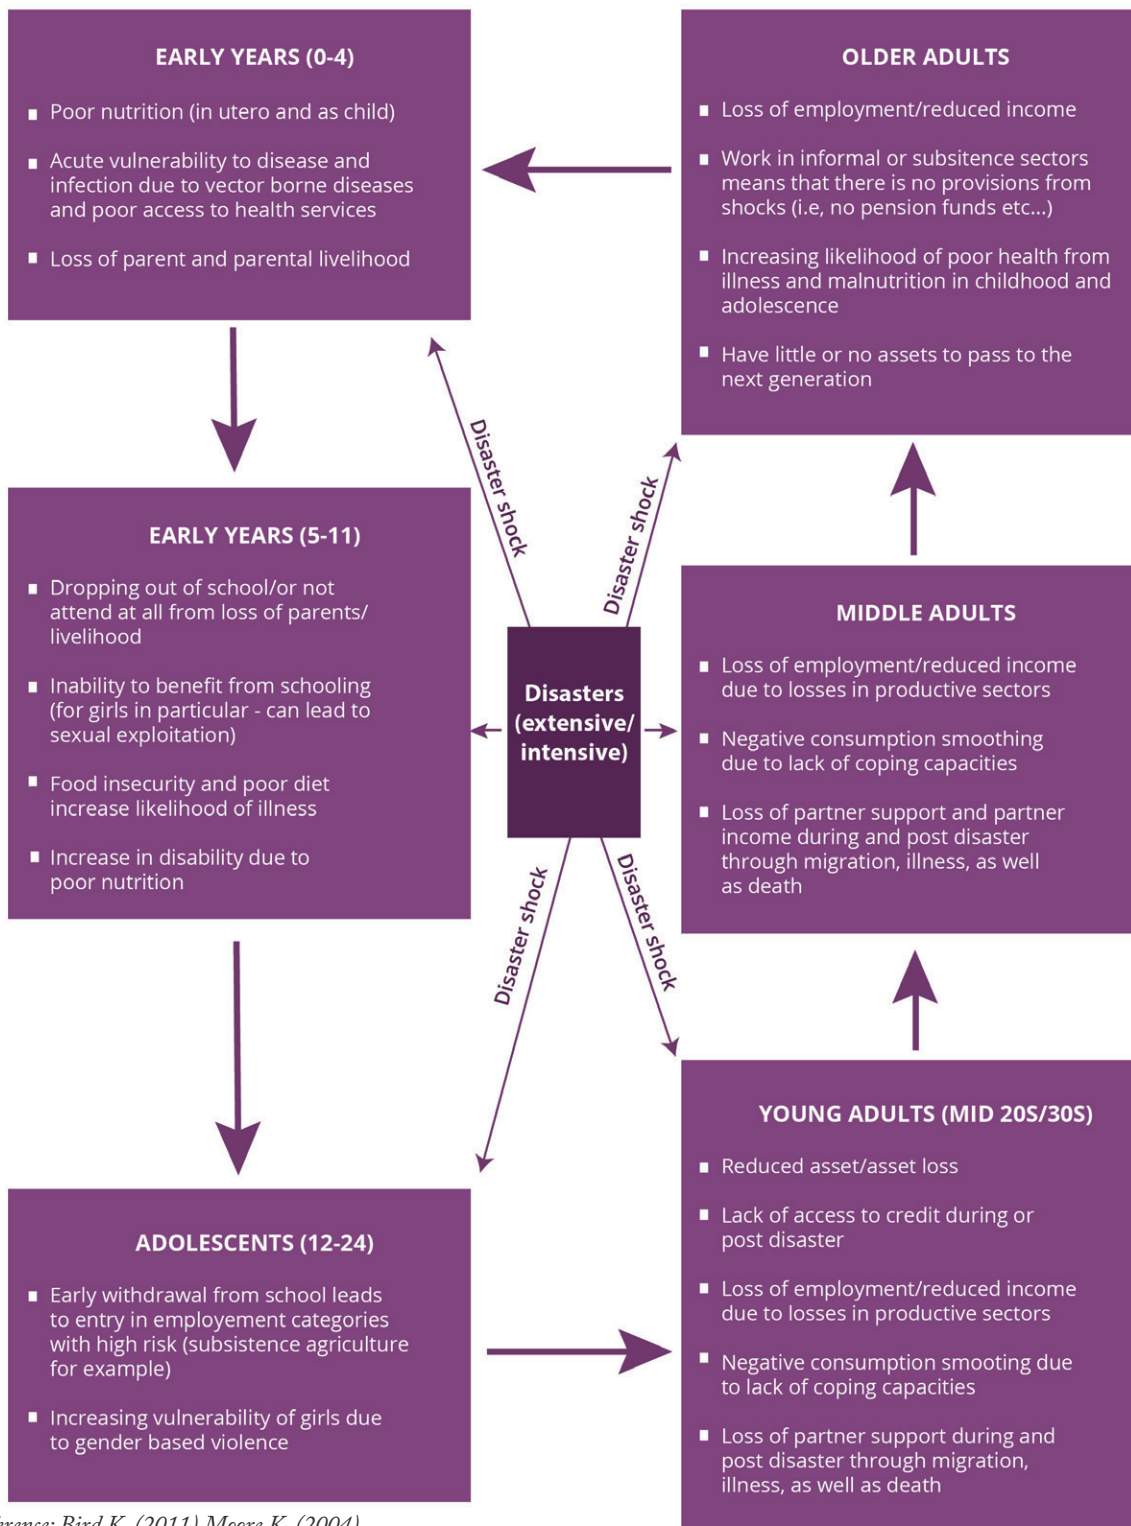 EARLY YEARS (0-4)
Poor nutrition (in utero and as child)
Acute vulnerability to disease and
infection due to vector borne diseases
and poor access to health services
Loss of parent and parental livelihood
EARLY YEARS (5-11)
Dropping out of school/or not
attend at all from loss of parents/
livelihood
Inability to benefit from schooling
(for girls in particular - can lead to
sexual exploitation)
Food insecurity and poor diet
increase likelihood of illness
Increase in disability due to
poor nutrition
ADOLESCENTS (12-24)
Early withdrawal from school leads
to entry in employement categories
with high risk (subsistence agriculture
for example)
Increasing vulnerability of girls due
to gender based violence
Disaster shock
Disaster shock
Disasters
(extensive/
intensive)
Disaster shock
Disaster shock
OLDER ADULTS
Loss of employment/reduced income
Work in informal or subsitence sectors
means that there is no provisions from
shocks (i.e, no pension funds etc...)
Increasing likelihood of poor health from
illness and malnutrition in childhood and
adolescence
Have little or no assets to pass to the
next generation
MIDDLE ADULTS
Loss of employment/reduced income
due to losses in productive sectors
Negative consumption smoothing
due to lack of coping capacities
Loss of partner support and partner
income during and post disaster
through migration, illness, as well
as death
YOUNG ADULTS (MID 20S/30S)
Reduced asset/asset loss
Lack of access to credit during or
post disaster
Loss of employment/reduced income
due to losses in productive sectors
Negative consumption smooting due
to lack of coping capacities
Loss of partner support during and
post disaster through migration,
illness, as well as death
Bird K. (2011) Moore K. (2004)